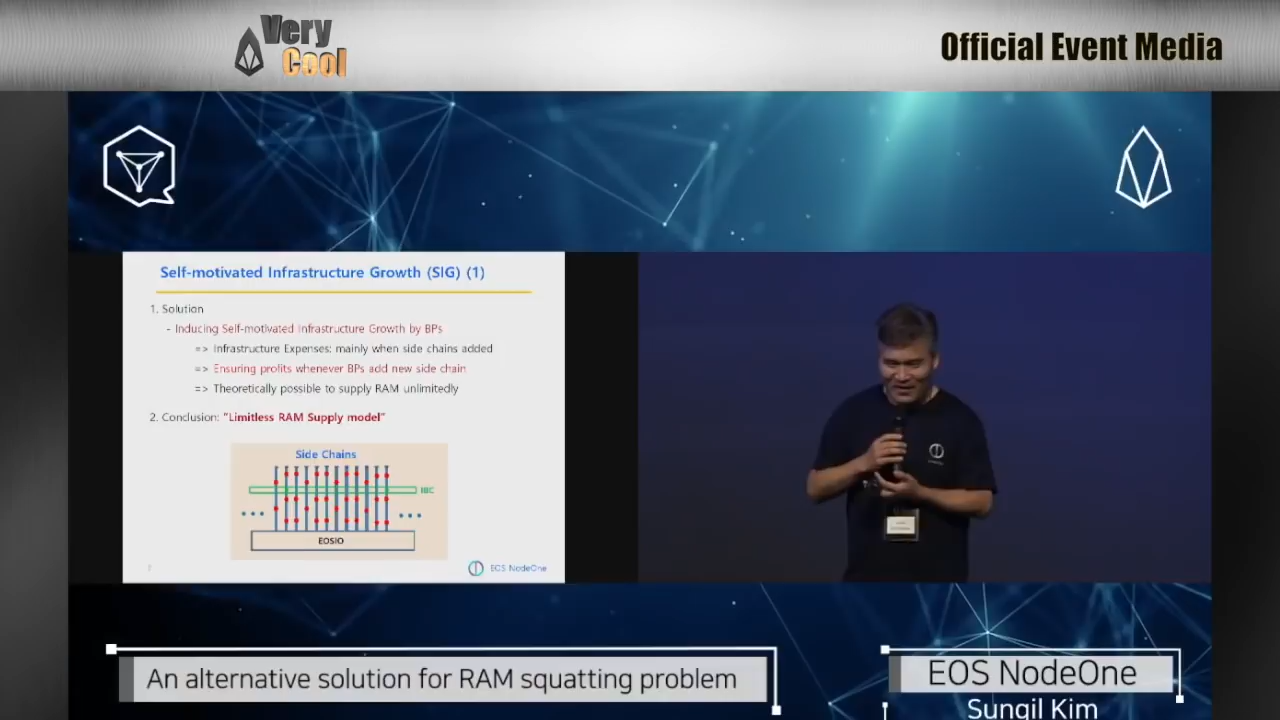 Very
Cool
Official Event Media
Self-motivated Infrastructure Growth (SIG) (1)
1. Solution
- Inducing Self-motivated Infrastructure Growth by BPs
=> Infrastructure Expenses: mainly when side chains added
=> Ensuring profits whenever BPs add new side chain
=> Theoretically possible to supply RAM unlimitedly
2. Conclusion: "Limitless RAM Supply model"
Side Chains
IBC
EOSIO
7
EOS NodeOne
An alternative solution for RAM squatting problem
EOS NodeOne
Sungil Kim